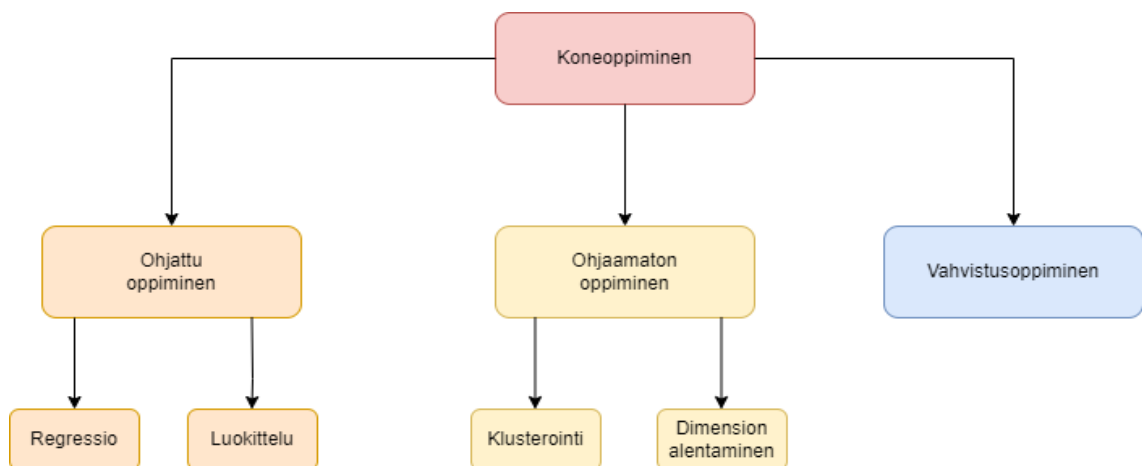 Koneoppiminen
Ohjattu
oppiminen
Ohjaamaton
oppiminen
Vahvistusoppiminen
Regressio
Luokittelu
Klusterointi
Dimension
alentaminen